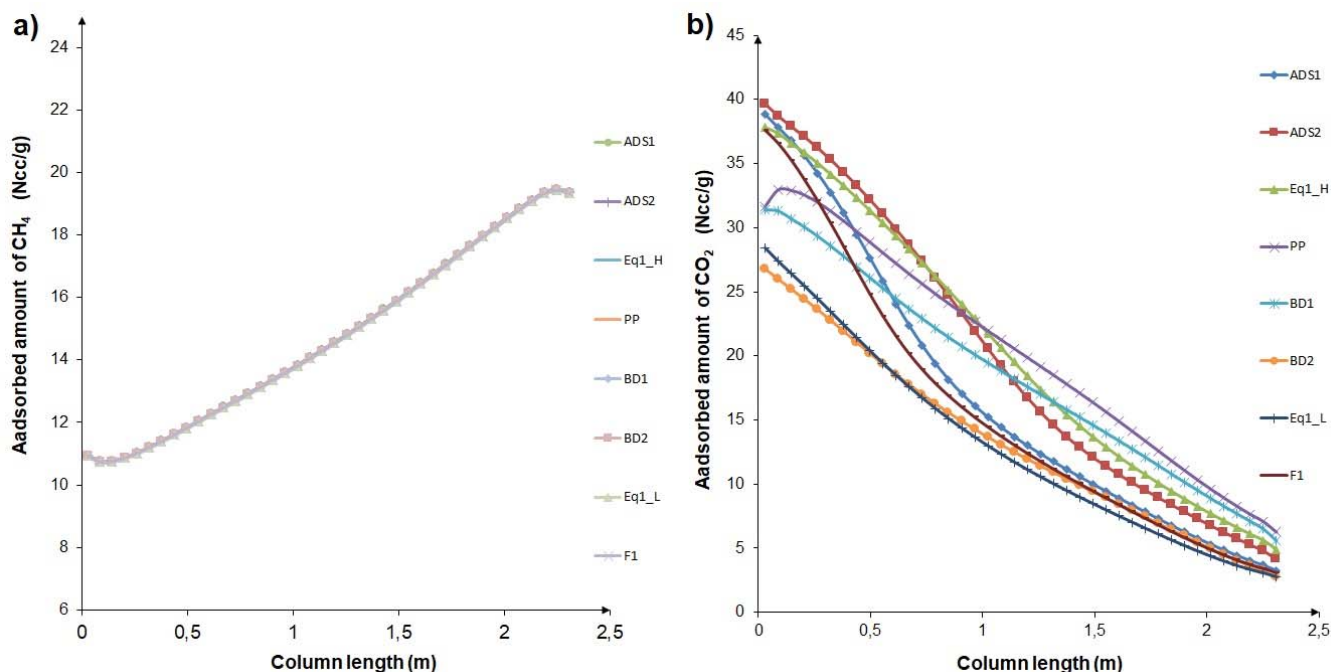 a)
Aadsorbed amount of CH4 (Ncc/g)
24
22
20
18
16
14
12
10
8
6
0
0,5
1
1,5
2
2,5
Column length (m)
ADS1
ADS2
Eq1_H
PP
BD1
BD2
Eq1_L
F1
b)
Aadsorbed amount of CO2 (Ncc/g)
45
40
35
30
25
20
15
10
5
0
0
0,5
1
1,5
2
2,5
Column length (m)
ADS1
ADS2
Eq1_H
PP
BD1
BD2
Eq1_L
F1